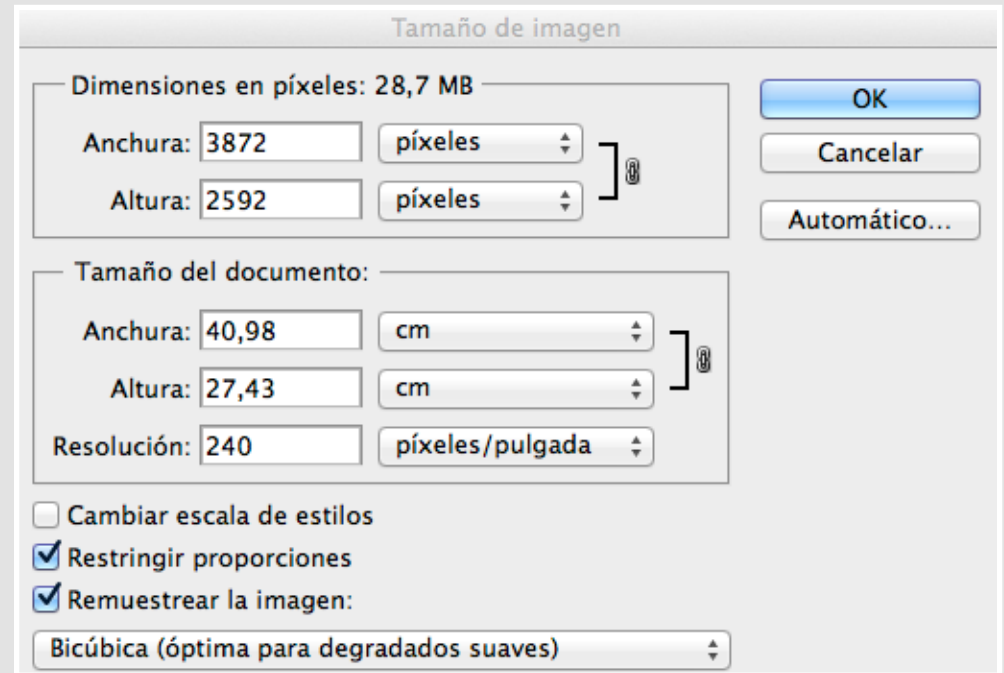 Tamaño de imagen
Dimensiones en píxeles: 28,7 MB
Anchura: 3872 píxeles
Altura: 2592 píxeles
OK
Cancelar
Automático...
Tamaño del documento:
Anchura: 40,98 cm
Altura: 27,43 cm
Resolución: 240 píxeles/pulgada
Cambiar escala de estilos
Restringir proporciones
Remuestrear la imagen:
Bicúbica (óptima para degradados suaves)